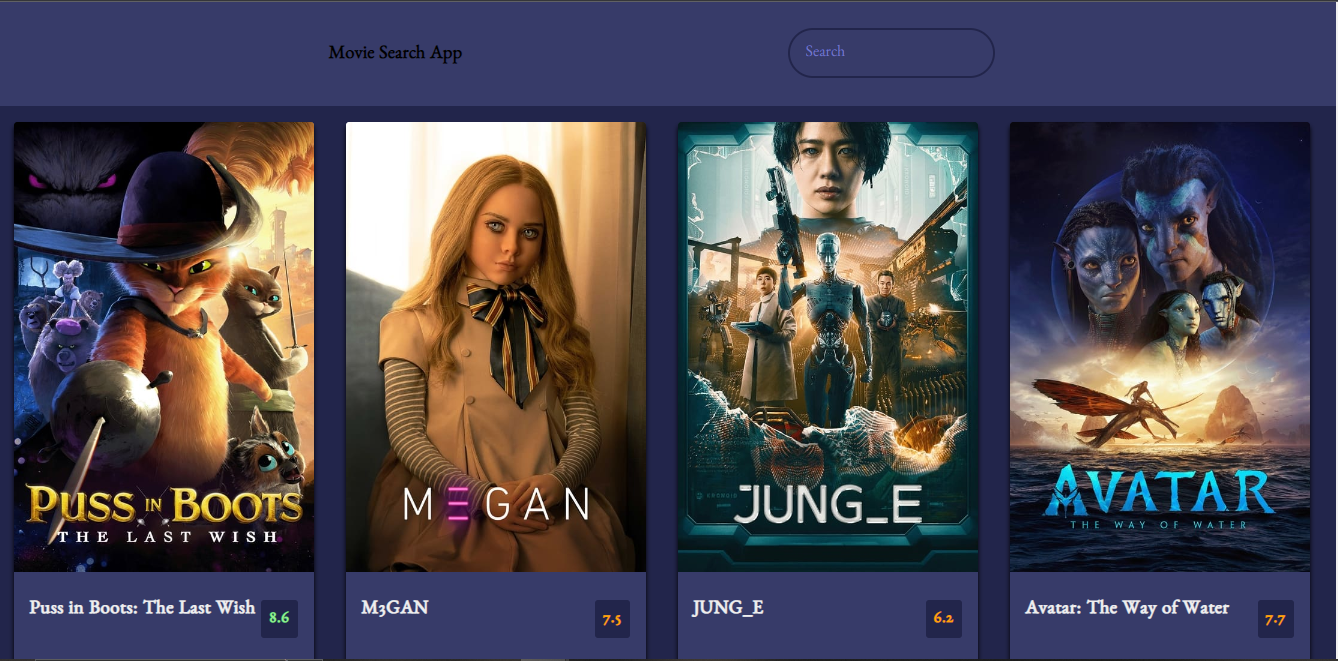 Movie Search App
Search
PUSS IN BOOTS
THE LAST WISH
MƎGAN
JUNG_E
AVATAR
THE WAY OF WATER
Puss in Boots: The Last Wish
8.6
M3GAN
7.5
JUNG_E
6.2
Avatar: The Way of Water
7.7